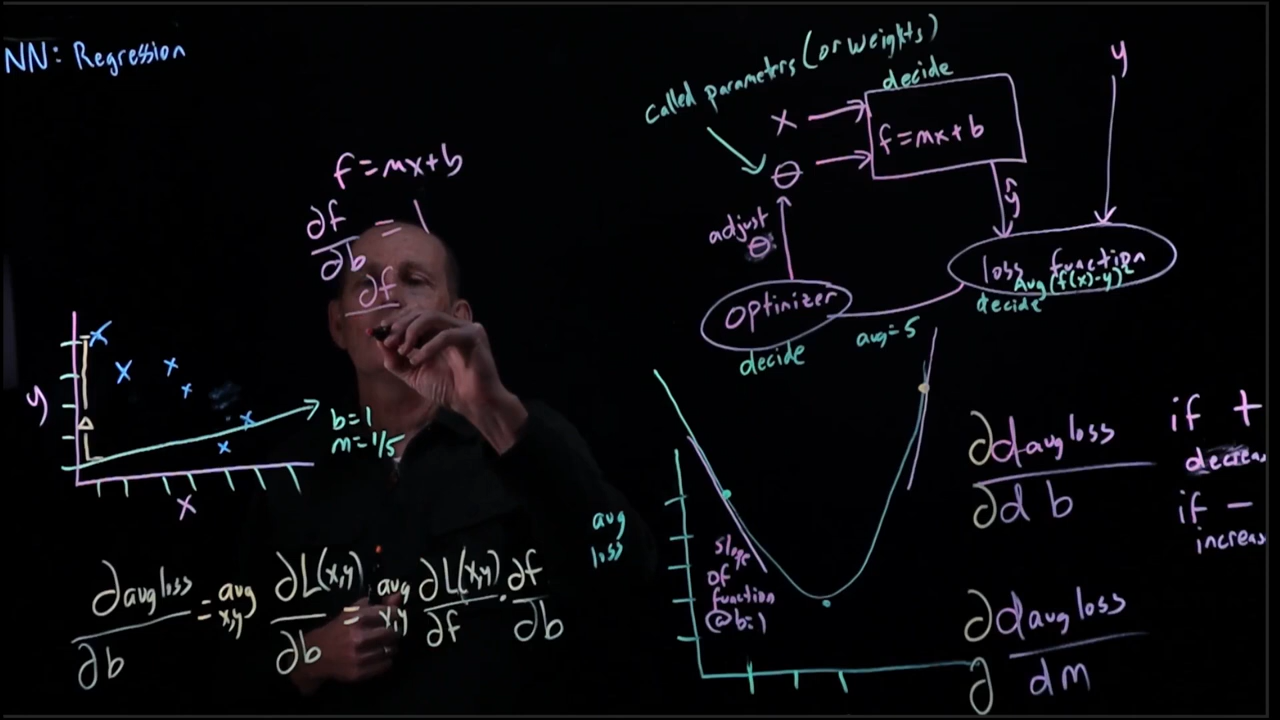 NN: Regression
f=mx+b
∂f/∂b = 1
∂f
y
x
b=1
m=1/5
∂avg loss/∂b = avg x,y ∂L(x,y)/∂b = avg x,y ∂L(x,y)/∂f · ∂f/∂b
called parameters (or weights)
decide
x
θ
f=mx+b
y
ŷ
adjust
θ
optimizer
decide
loss function
Avg(f(x)-y)²
decide
avg=5
avg
loss
slope
of
function
@b=1
∂d avg loss
∂d b
if +
decreas
if -
increas
∂d avg loss
∂ dm